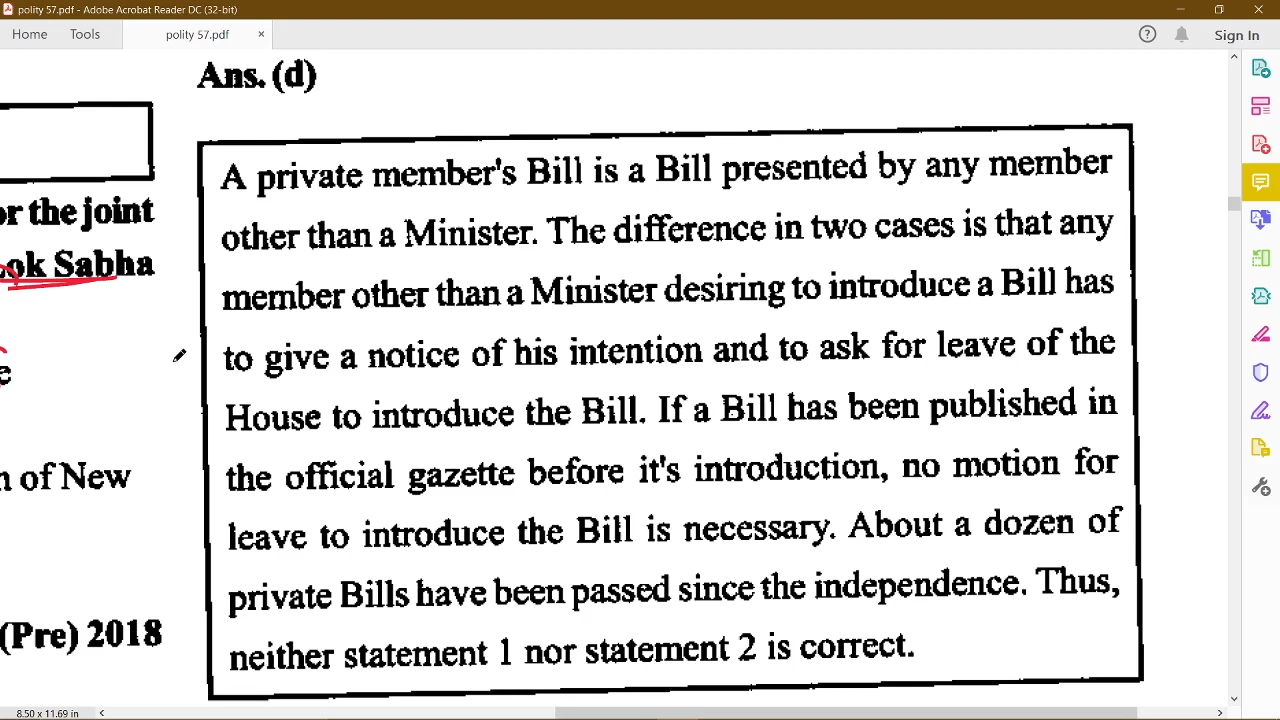 polity 57.pdf - Adobe Acrobat Reader DC (32-bit)
Home Tools polity 57.pdf × Sign In
Ans. (d)
or the joint
Lok Sabha
e
n of New
(Pre) 2018
A private member's Bill is a Bill presented by any member
other than a Minister. The difference in two cases is that any
member other than a Minister desiring to introduce a Bill has
to give a notice of his intention and to ask for leave of the
House to introduce the Bill. If a Bill has been published in
the official gazette before it's introduction, no motion for
leave to introduce the Bill is necessary. About a dozen of
private Bills have been passed since the independence. Thus,
neither statement 1 nor statement 2 is correct.
8.50 x 11.69 in